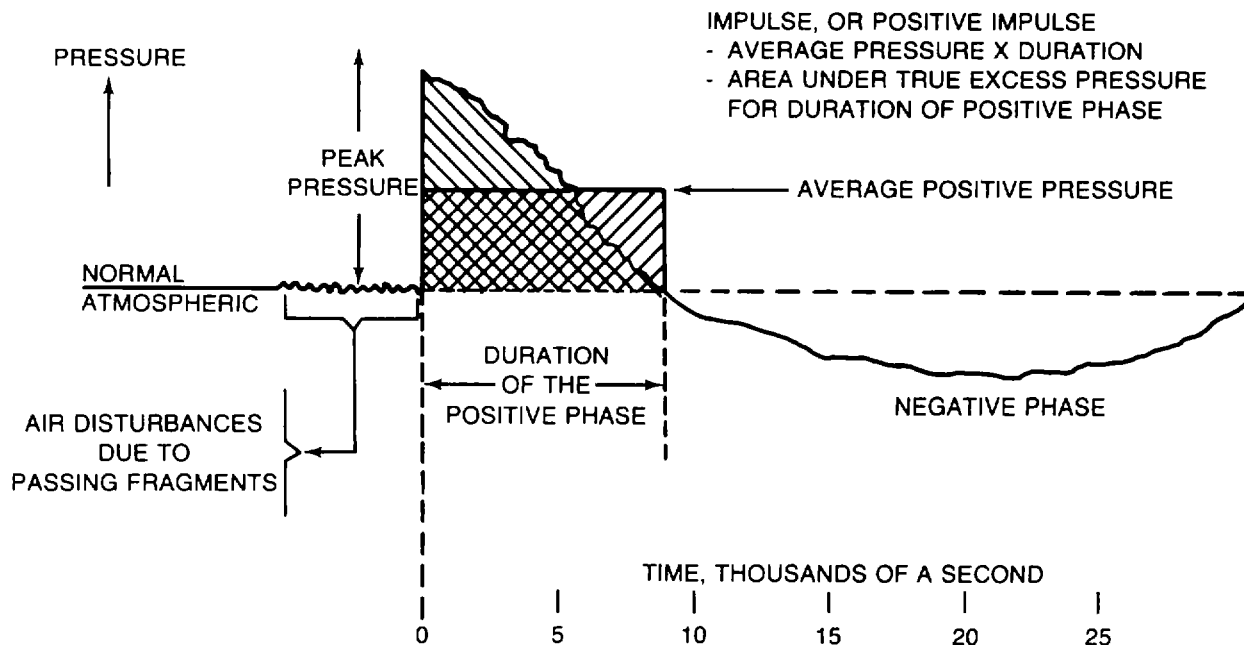 IMPULSE, OR POSITIVE IMPULSE
- AVERAGE PRESSURE X DURATION
- AREA UNDER TRUE EXCESS PRESSURE
FOR DURATION OF POSITIVE PHASE
PRESSURE
PEAK
PRESSURE
AVERAGE POSITIVE PRESSURE
NORMAL
ATMOSPHERIC
DURATION
OF THE
POSITIVE PHASE
NEGATIVE PHASE
AIR DISTURBANCES
DUE TO
PASSING FRAGMENTS
TIME, THOUSANDS OF A SECOND
0 5 10 15 20 25